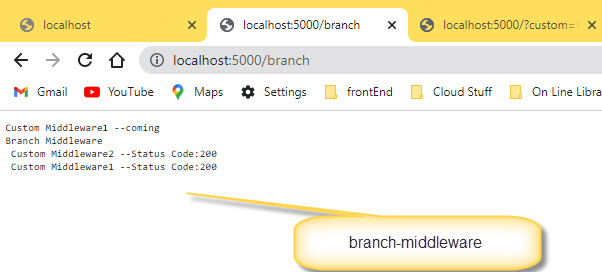 localhost
localhost:5000/branch
localhost:5000/?custom=
localhost:5000/branch
Gmail YouTube Maps Settings frontEnd Cloud Stuff On Line Libra
Custom Middleware1 --coming
Branch Middleware
Custom Middleware2 --Status Code:200
Custom Middleware1 --Status Code:200
branch-middleware